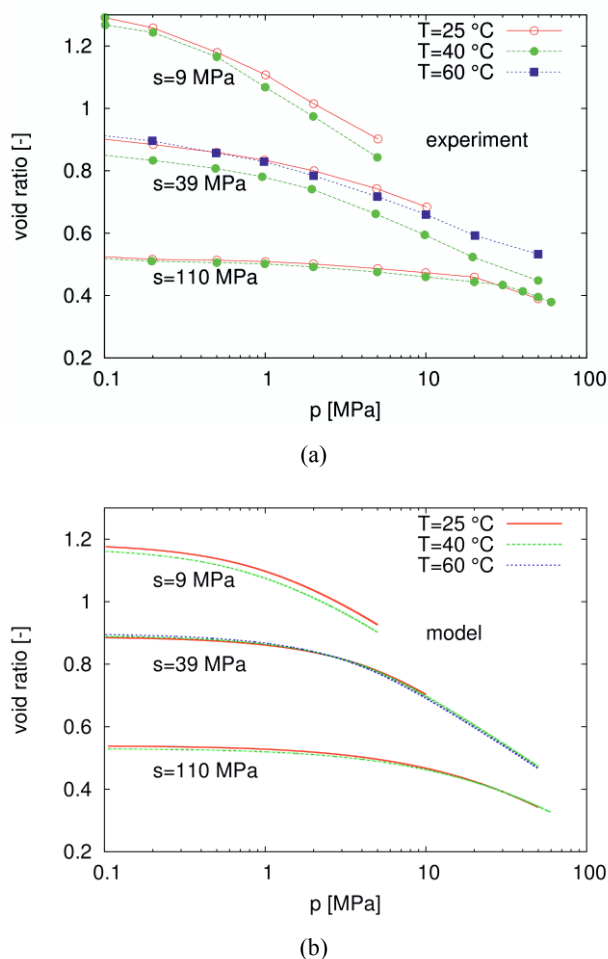 1.2
1
0.8
0.6
0.4
0.2
void ratio [-]
T=25 °C
T=40 °C
T=60 °C
s=9 MPa
experiment
s=39 MPa
s=110 MPa
0.1 1 10 100
p [MPa]
(a)
1.2
1
0.8
0.6
0.4
0.2
void ratio [-]
T=25 °C
T=40 °C
T=60 °C
s=9 MPa
model
s=39 MPa
s=110 MPa
0.1 1 10 100
p [MPa]
(b)